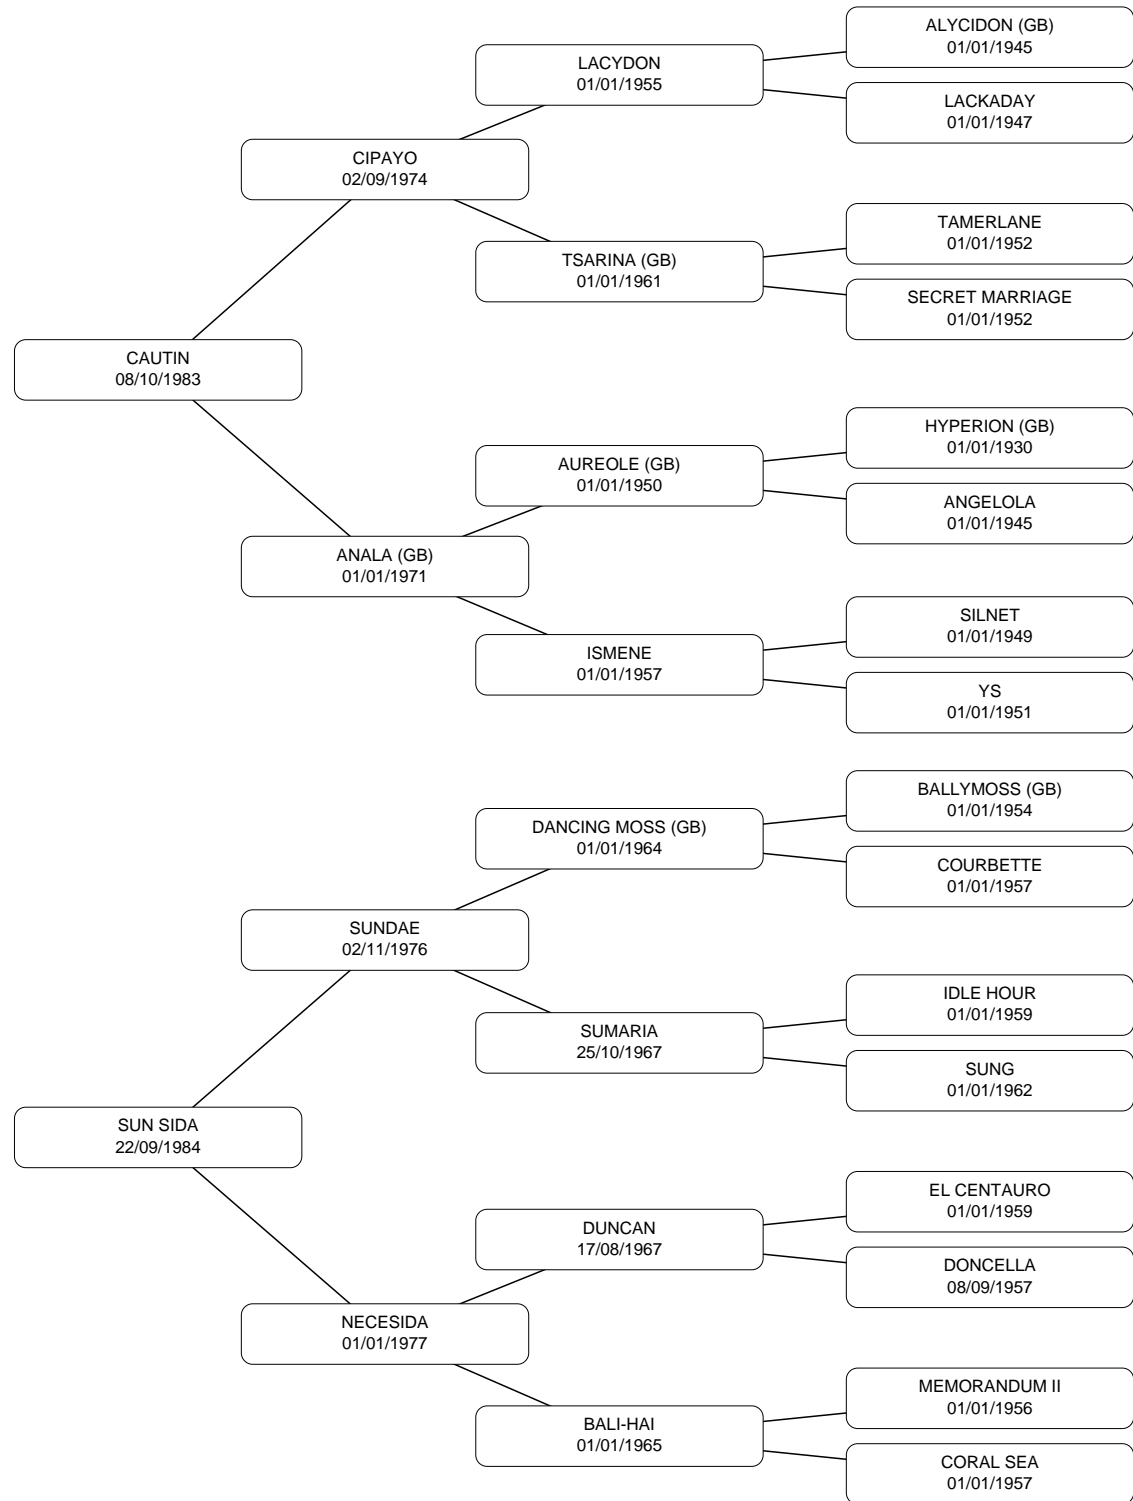 ALYCIDON (GB)
01/01/1945
LACYDON
01/01/1955
LACKADAY
01/01/1947
CIPAYO
02/09/1974
TAMERLANE
01/01/1952
TSARINA (GB)
01/01/1961
SECRET MARRIAGE
01/01/1952
CAUTIN
08/10/1983
HYPERION (GB)
01/01/1930
AUREOLE (GB)
01/01/1950
ANGELOLA
01/01/1945
ANALA (GB)
01/01/1971
SILNET
01/01/1949
ISMENE
01/01/1957
YS
01/01/1951
BALLYMOSS (GB)
01/01/1954
DANCING MOSS (GB)
01/01/1964
COURBETTE
01/01/1957
SUNDAE
02/11/1976
IDLE HOUR
01/01/1959
SUMARIA
25/10/1967
SUNG
01/01/1962
SUN SIDA
22/09/1984
EL CENTAURO
01/01/1959
DUNCAN
17/08/1967
DONCELLA
08/09/1957
NECESIDA
01/01/1977
MEMORANDUM II
01/01/1956
BALI-HAI
01/01/1965
CORAL SEA
01/01/1957